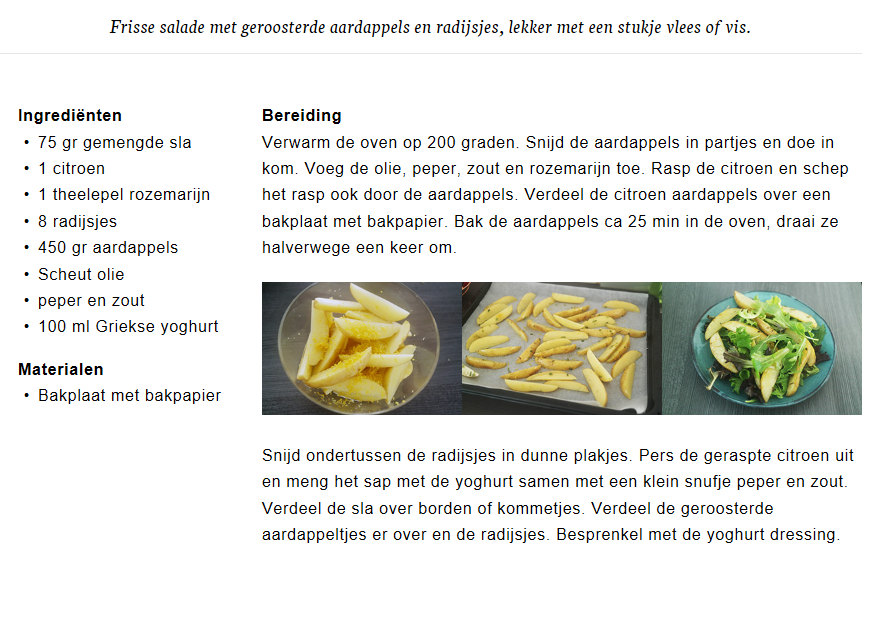 Frisse salade met geroosterde aardappels en radijsjes, lekker met een stukje vlees of vis.
Ingrediënten
• 75 gr gemengde sla
• 1 citroen
• 1 theelepel rozemarijn
• 8 radijsjes
• 450 gr aardappels
• Scheut olie
• peper en zout
• 100 ml Griekse yoghurt
Materialen
• Bakplaat met bakpapier
Bereiding
Verwarm de oven op 200 graden. Snijd de aardappels in partjes en doe in
kom. Voeg de olie, peper, zout en rozemarijn toe. Rasp de citroen en schep
het rasp ook door de aardappels. Verdeel de citroen aardappels over een
bakplaat met bakpapier. Bak de aardappels ca 25 min in de oven, draai ze
halverwege een keer om.
Snijd ondertussen de radijsjes in dunne plakjes. Pers de geraspte citroen uit
en meng het sap met de yoghurt samen met een klein snufje peper en zout.
Verdeel de sla over borden of kommetjes. Verdeel de geroosterde
aardappeltjes er over en de radijsjes. Besprenkel met de yoghurt dressing.